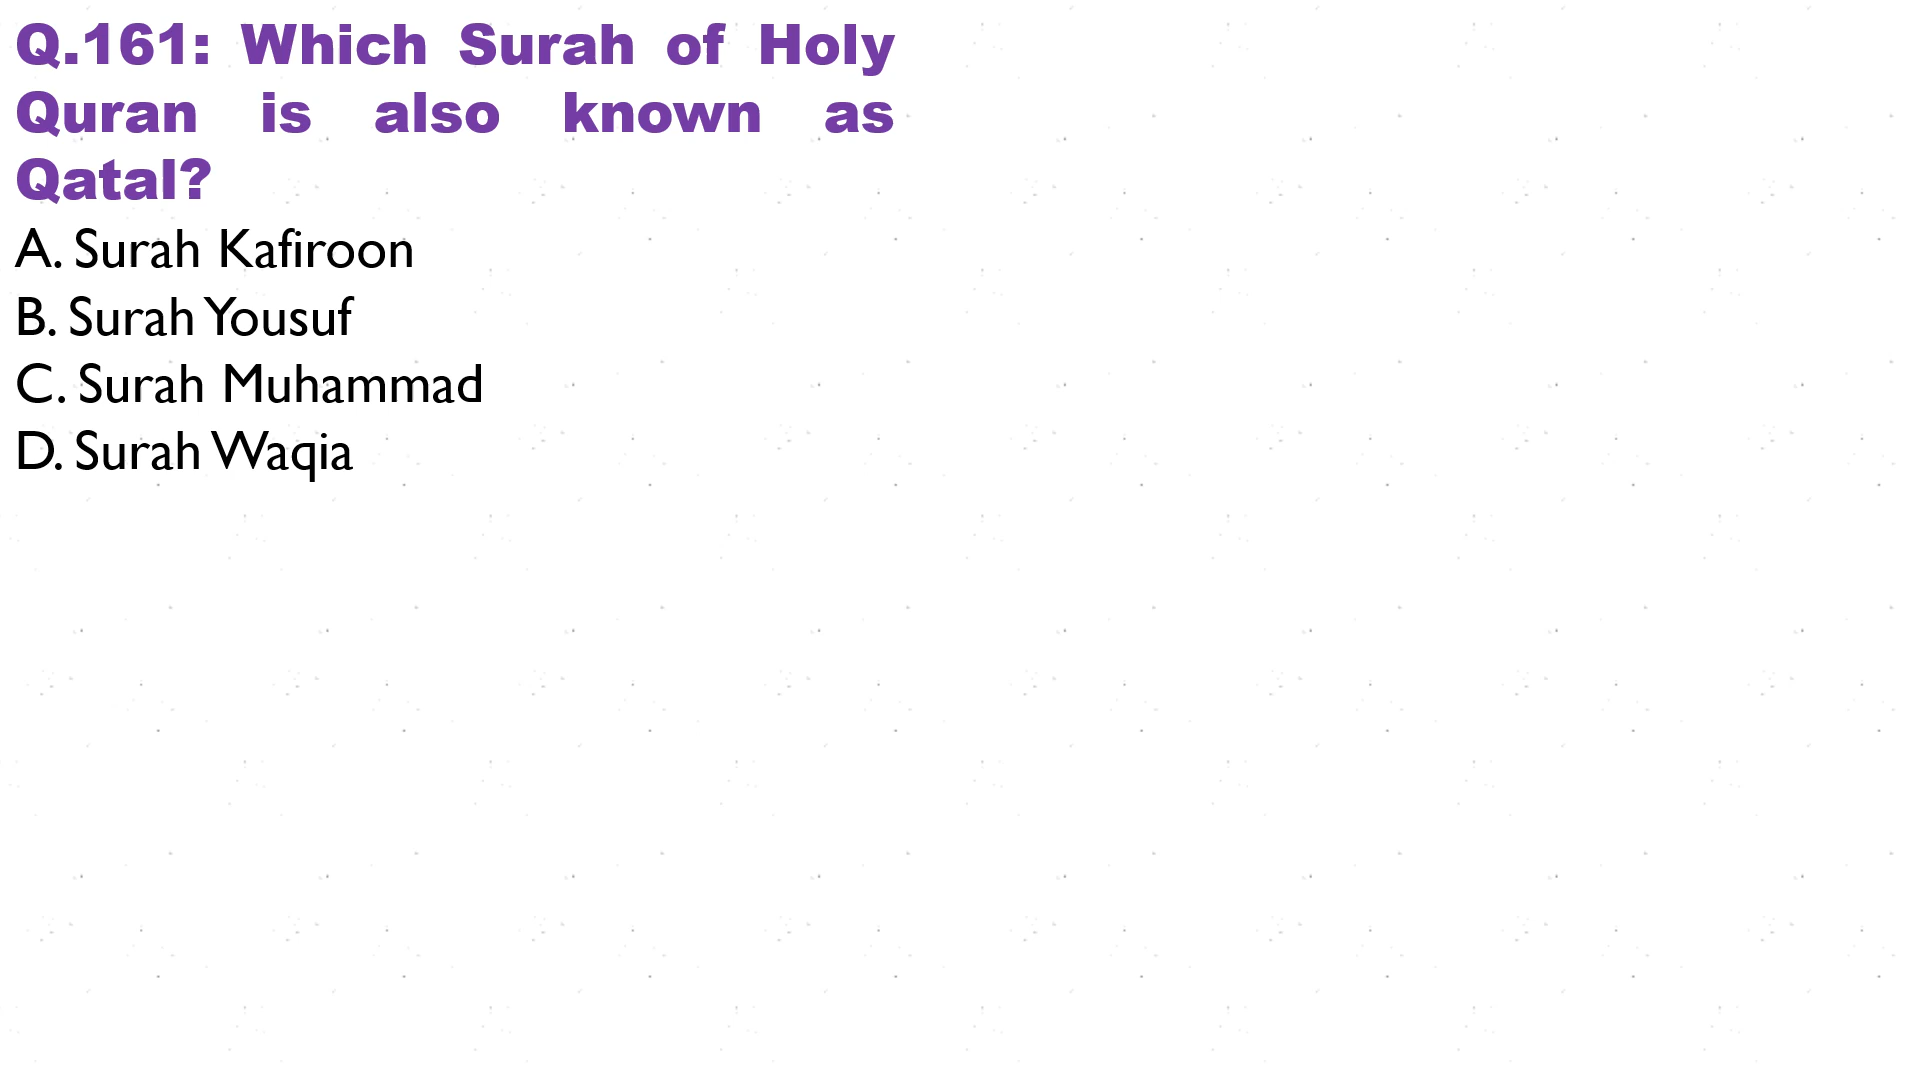 Q.161: Which Surah of Holy
Quran is also known as
Qatal?
A. Surah Kafiroon
B. Surah Yousuf
C. Surah Muhammad
D. Surah Waqia